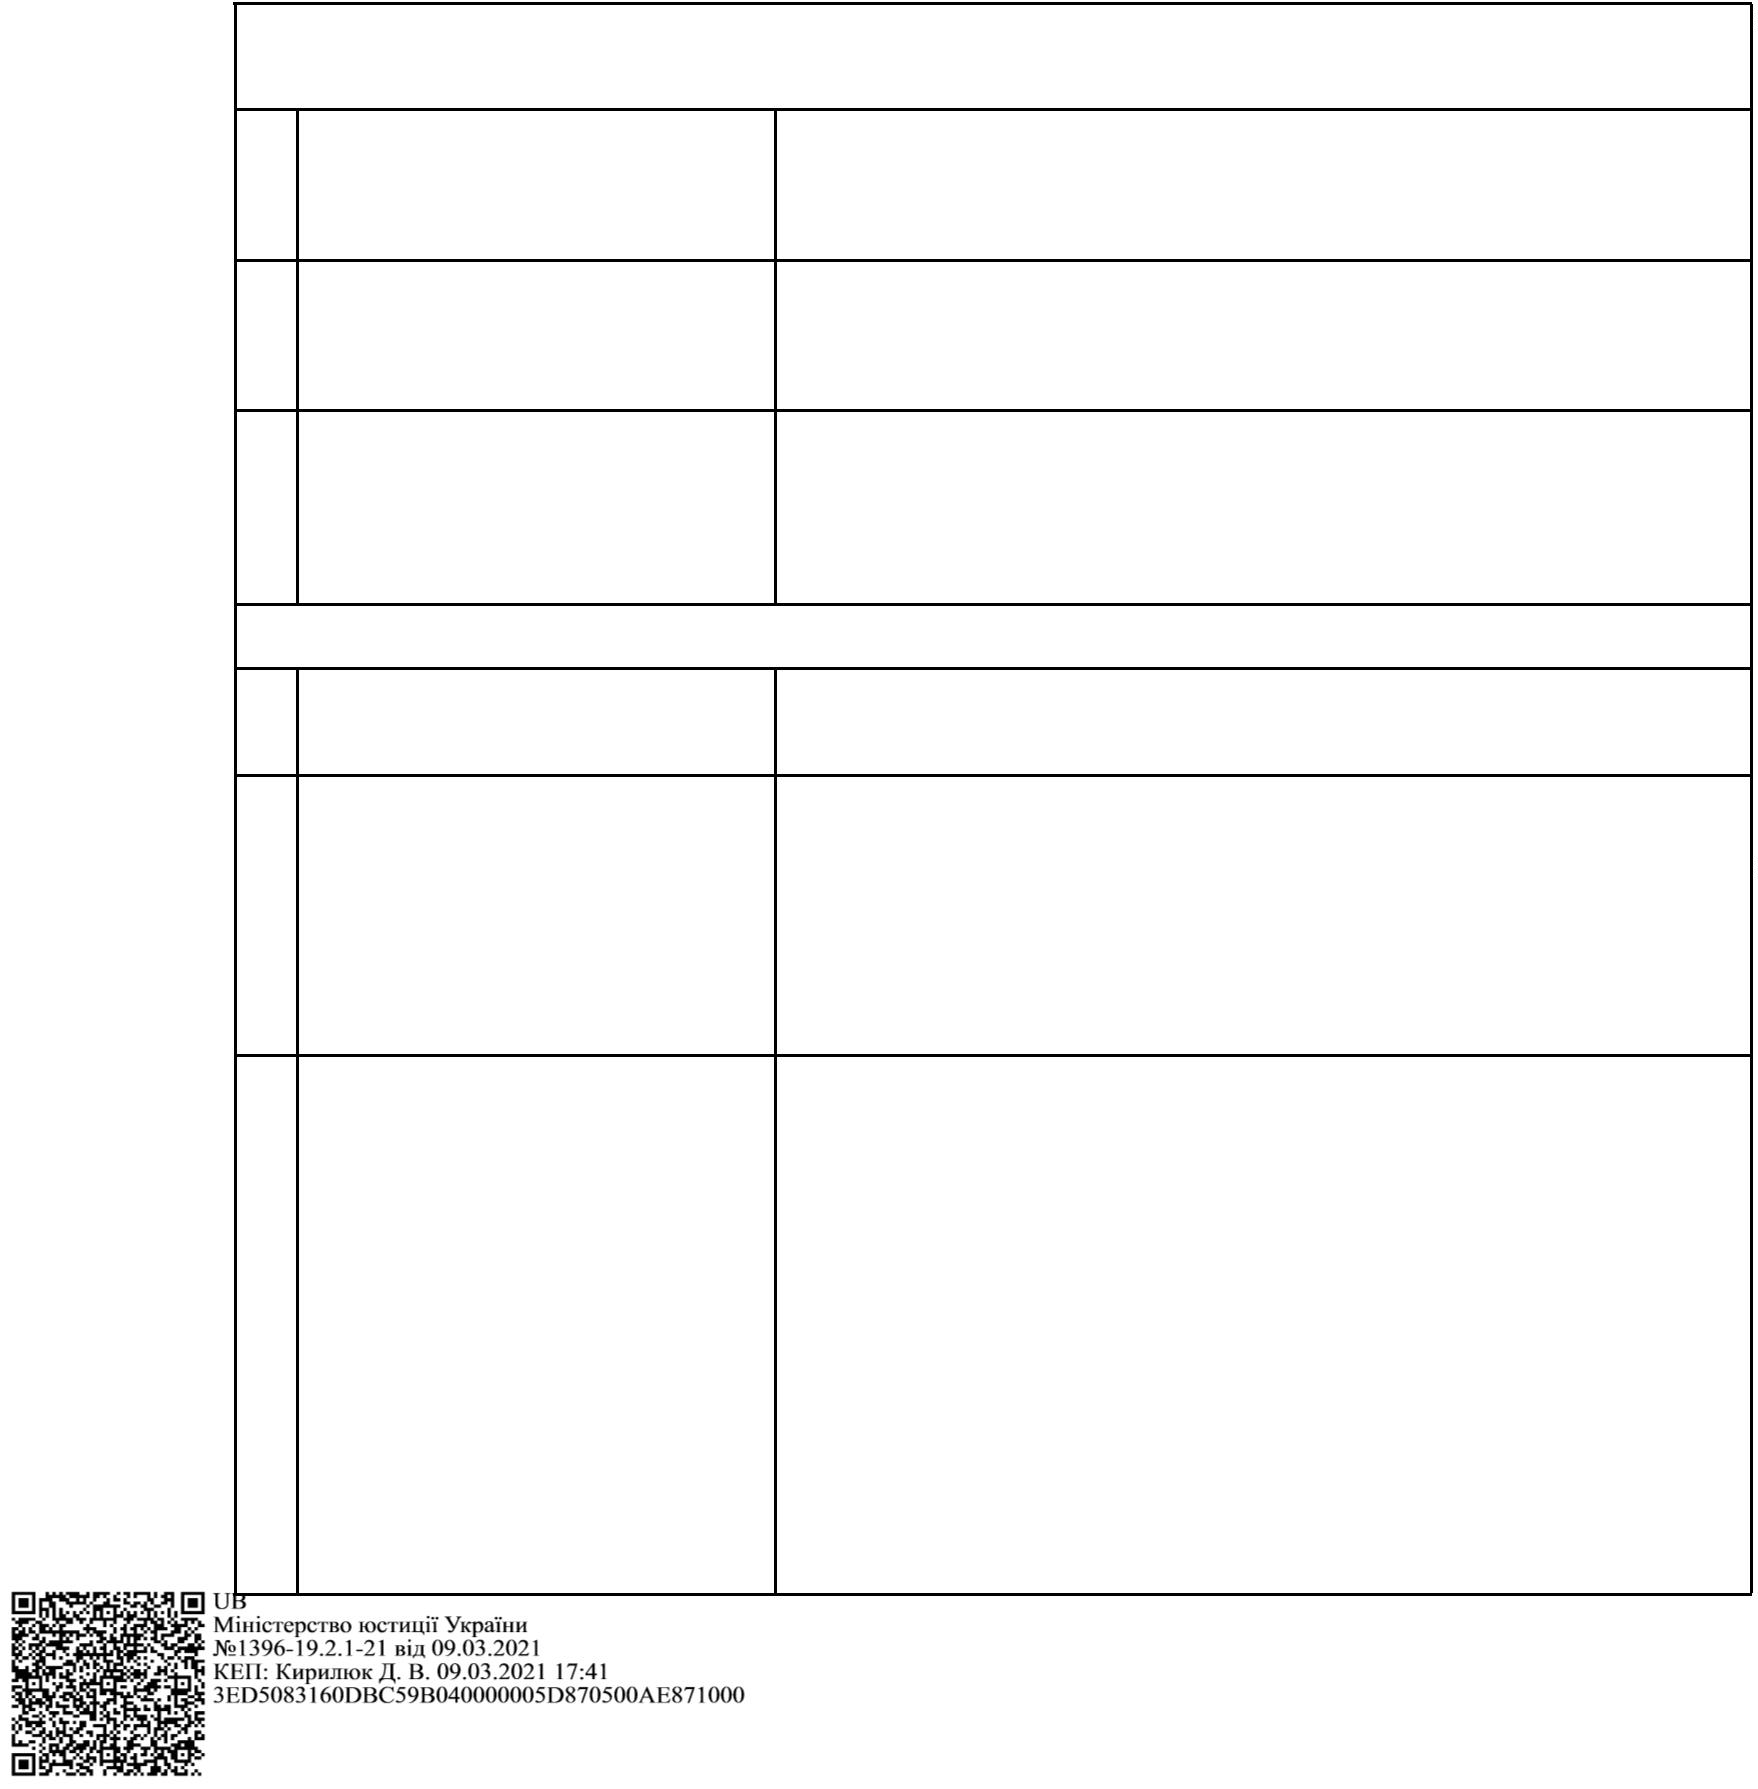 UB
Міністерство юстиції України
№1396-19.2.1-21 від 09.03.2021
КЕП: Кирилюк Д. В. 09.03.2021 17:41
3ED5083160DBC59B040000005D870500AE871000